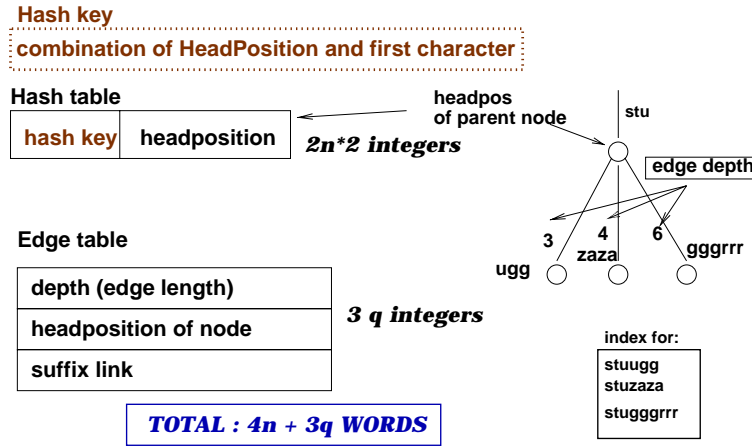 Hash key
combination of HeadPosition and first character
Hash table
hash key headposition
2n*2 integers
headpos
of parent node
stu
edge depth
3 4 6
ugg zaza gggrrr
Edge table
depth (edge length)
headposition of node
suffix link
3 q integers
TOTAL : 4n + 3q WORDS
index for:
stuugg
stuzaza
stugggrrr